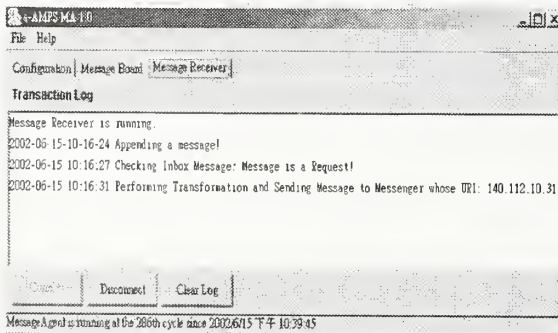 e-AMPS MA 1.0
File Help
Configuration Message Board Message Receiver
Transaction Log
Message Receiver is running.
2002-06-15-10-16-24 Appending a message!
2002-06-15 10:16:27 Checking Inbox Message: Message is a Request!
2002-06-15 10:16:31 Performing Transformation and Sending Message to Messenger whose URI: 140.112.10.31
Disconnect Clear Log
Message Agent is running at the 286th cycle since 2002/6/15 下午 10:39:45